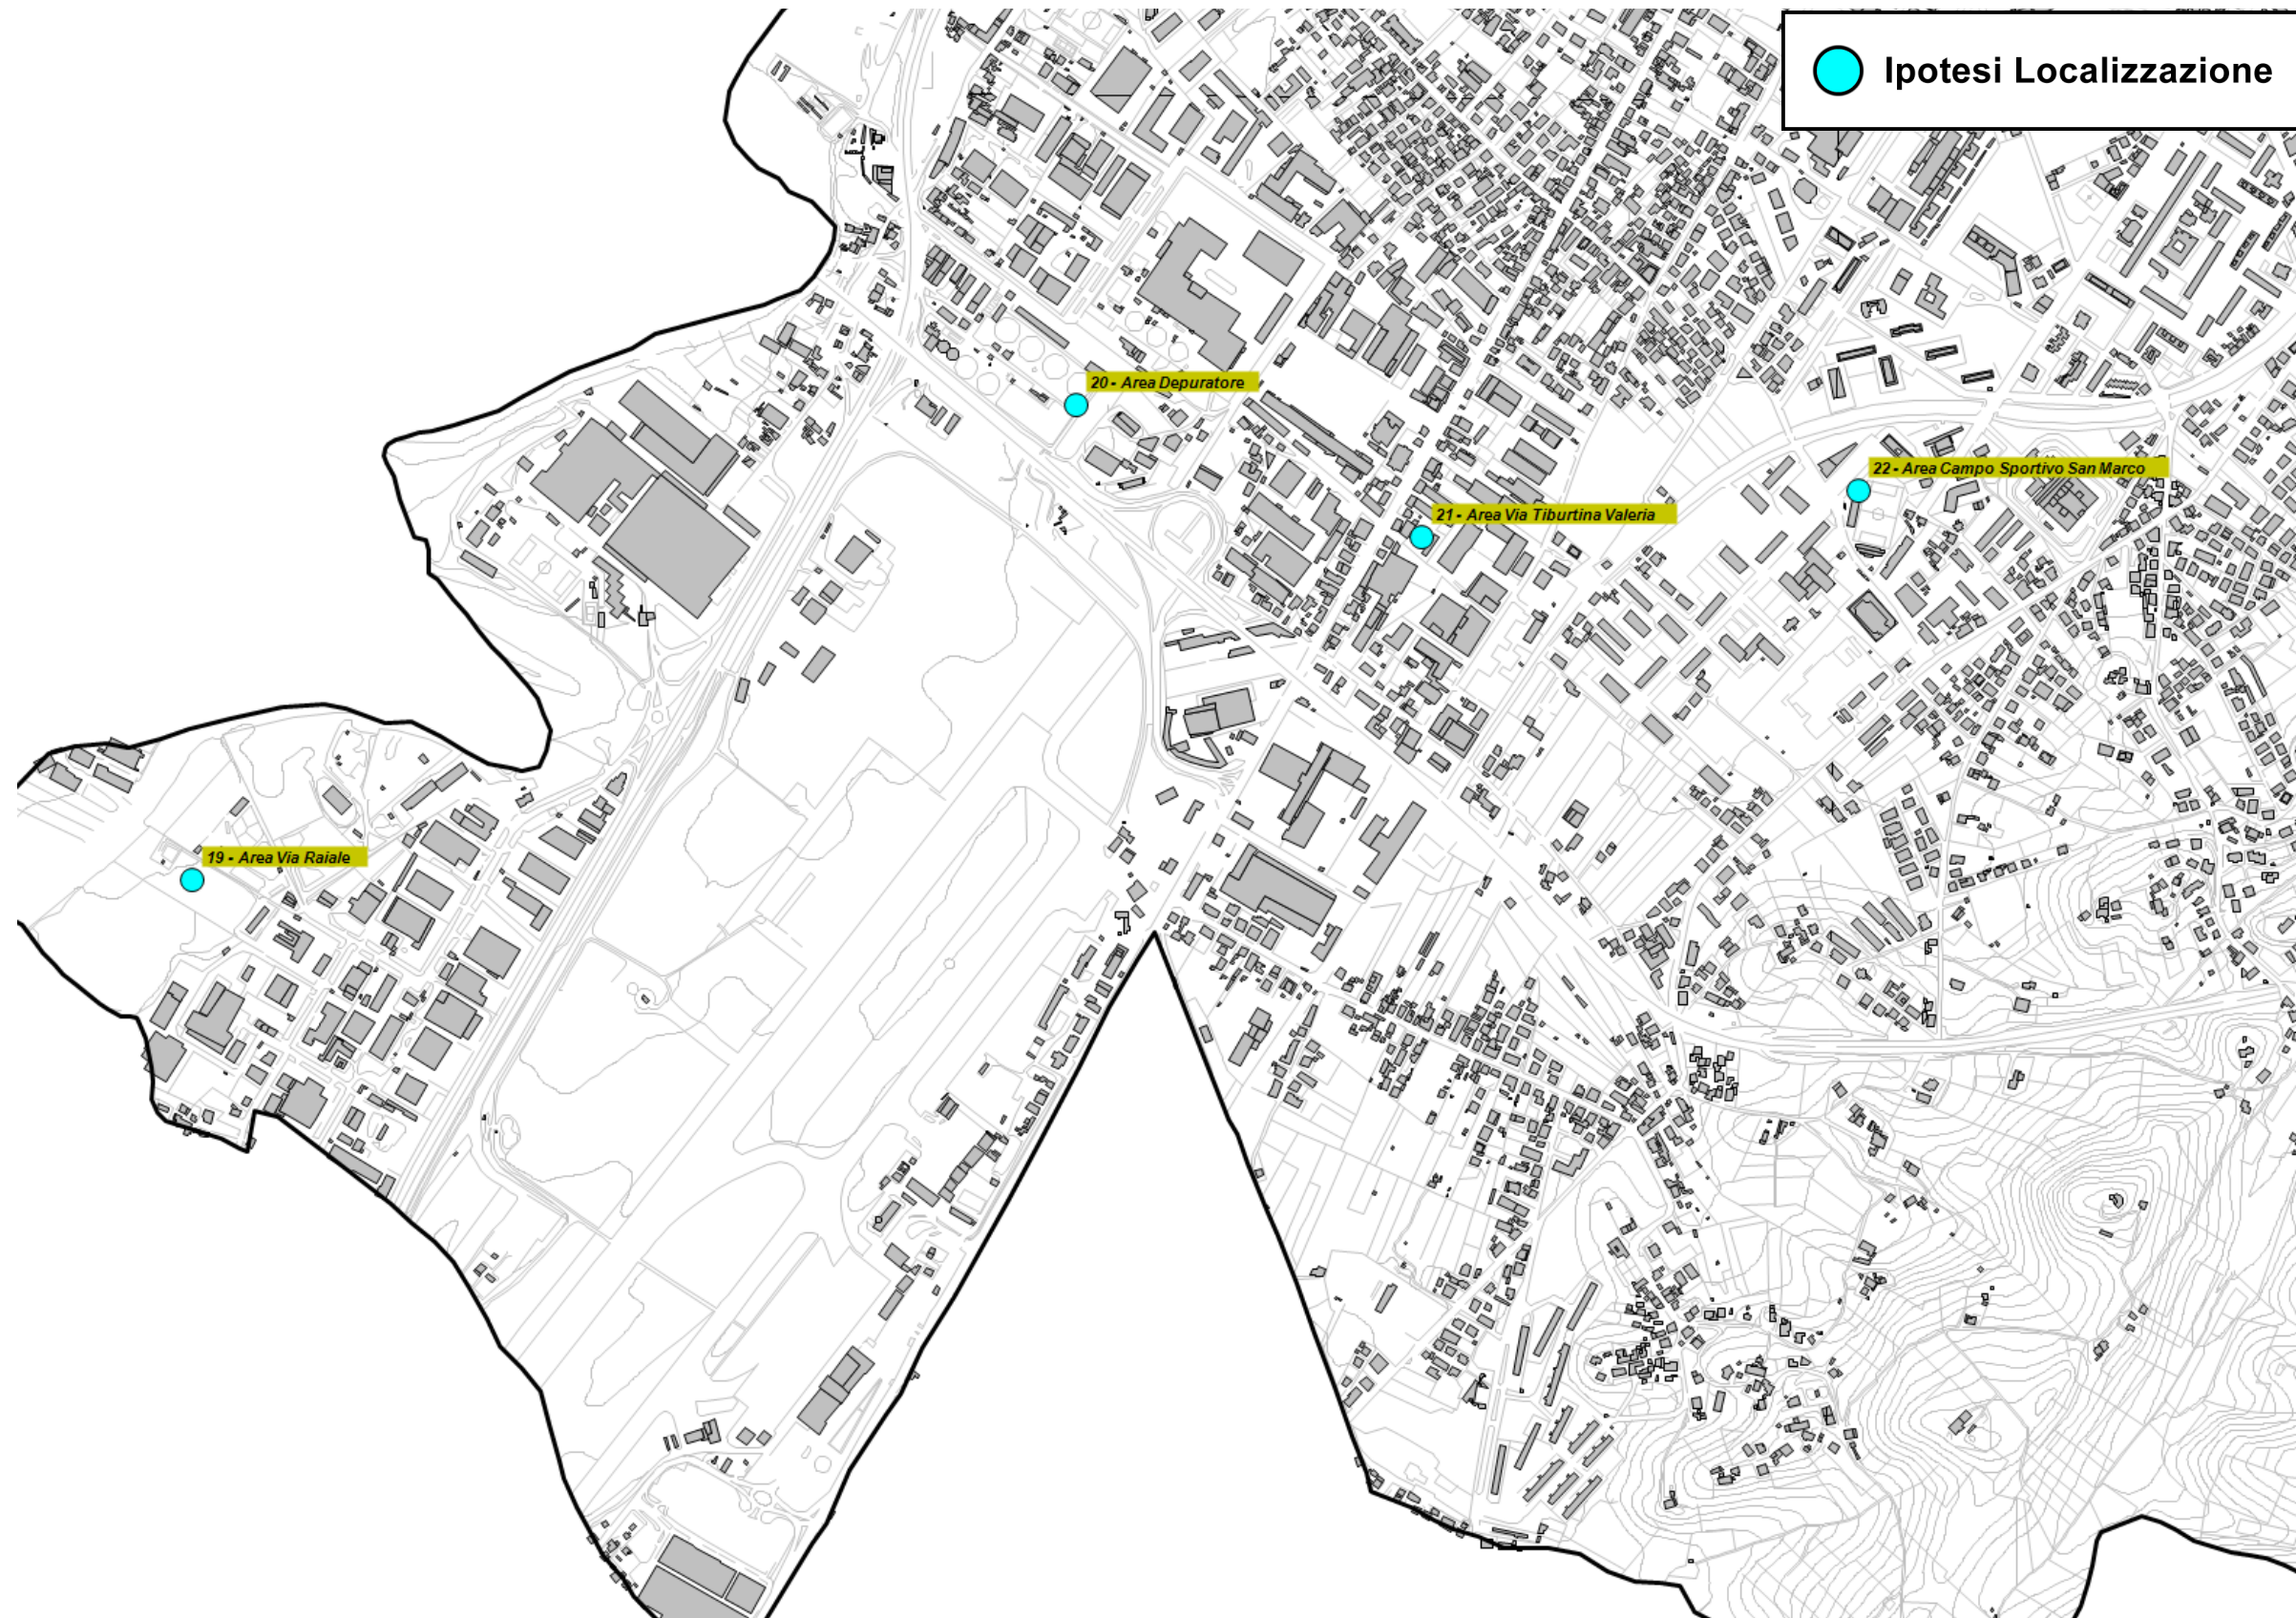 Ipotesi Localizzazione
20 - Area Depuratore
22 - Area Campo Sportivo San Marco
21 - Area Via Tiburtina Valeria
19 - Area Via Raiale